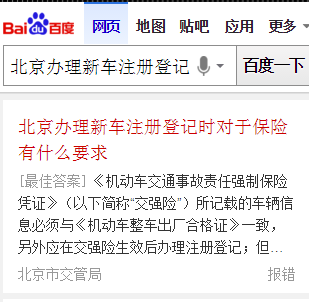 Bai百度 网页 地图 贴吧 应用 更多
北京办理新车注册登记 百度一下
北京办理新车注册登记时对于保险
有什么要求
[最佳答案]《机动车交通事故责任强制保险
凭证》（以下简称“交强险”）所记载的车辆信
息必须与《机动车整车出厂合格证》一致，
另外应在交强险生效后办理注册登记；但...
北京市交管局 报错